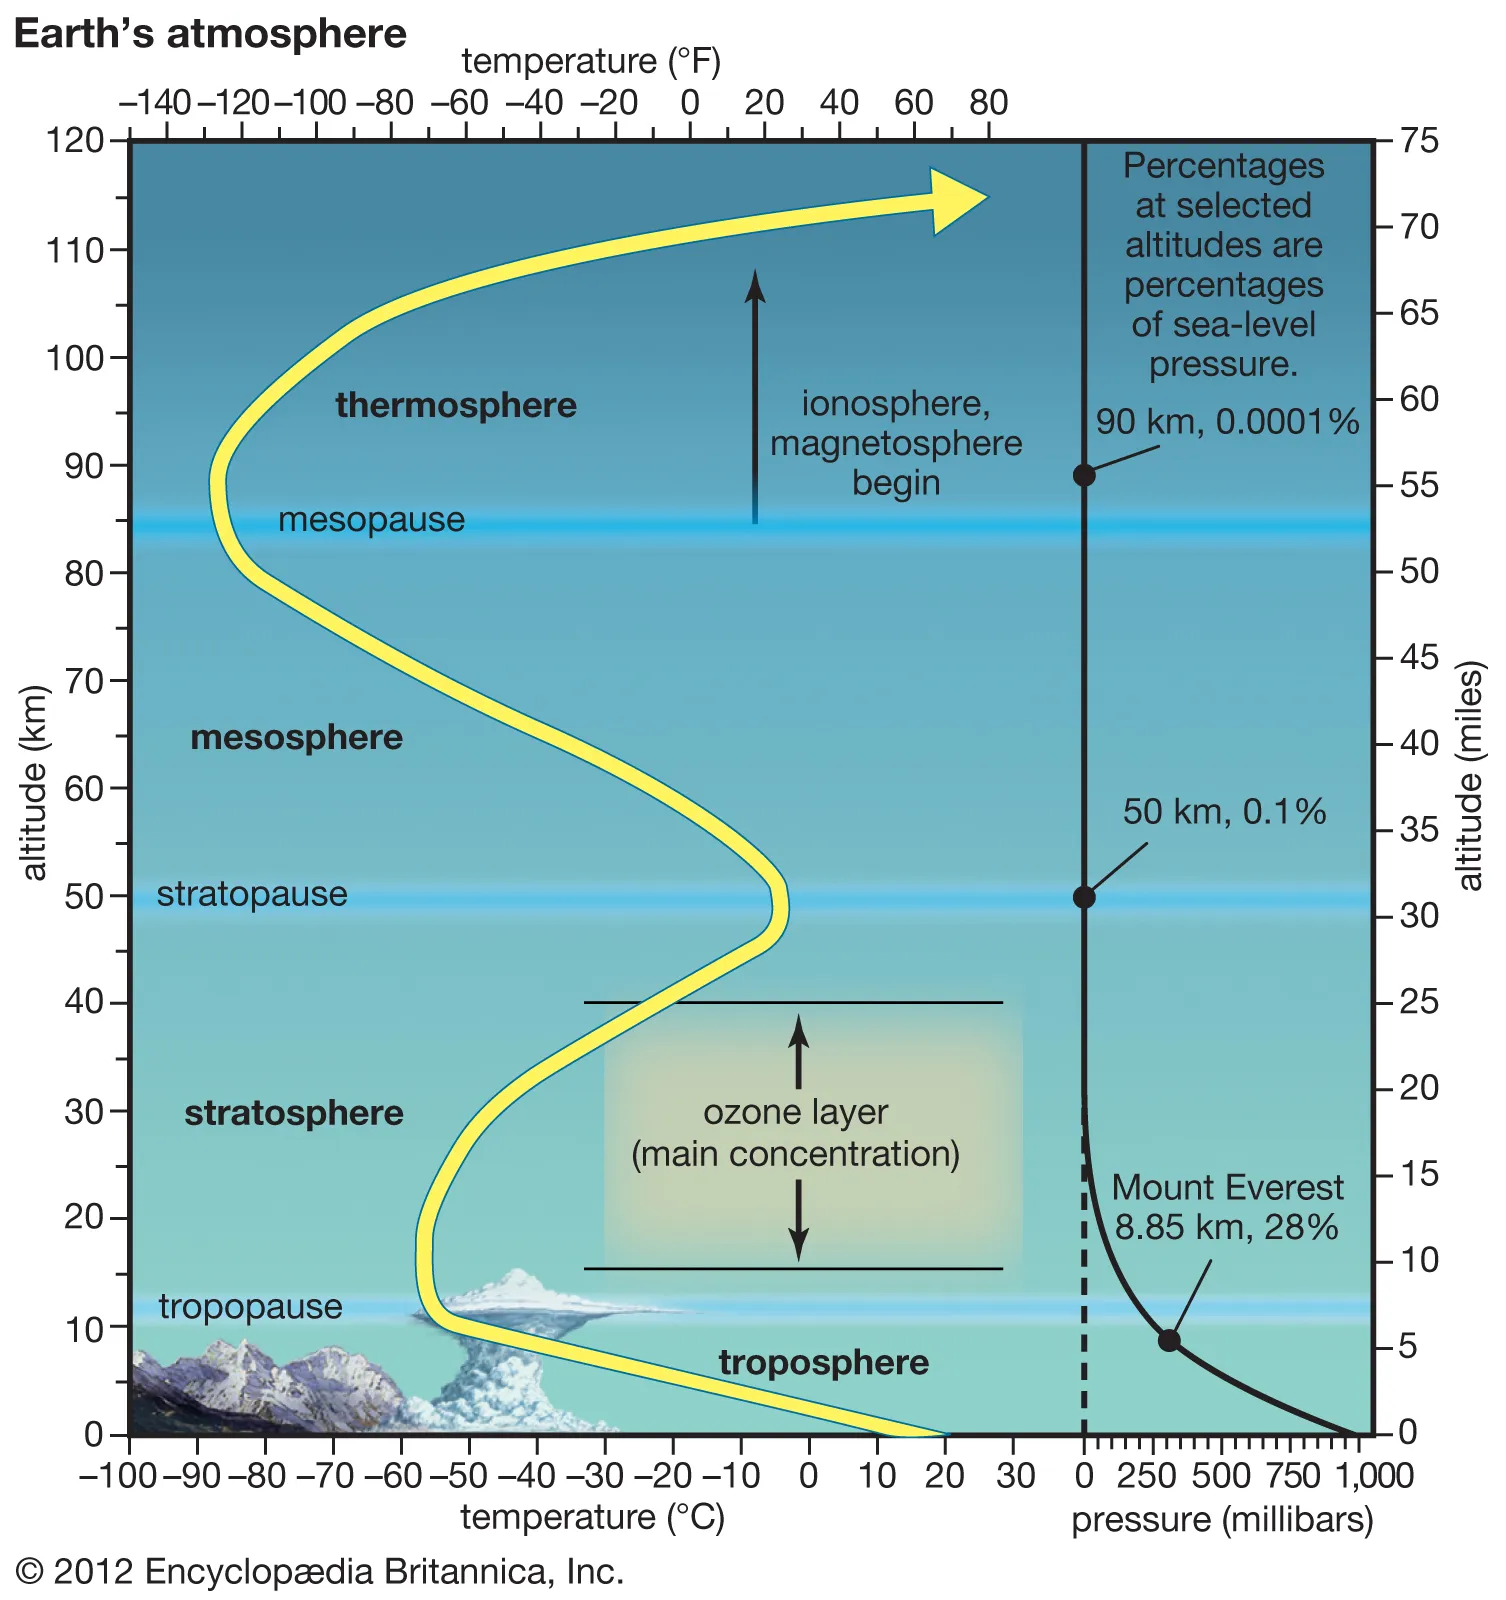 Earth's atmosphere
temperature (°F)
–140 –120 –100 –80 –60 –40 –20 0 20 40 60 80
120
110
100
90
80
70
60
50
40
30
20
10
0
altitude (km)
thermosphere
mesopause
mesosphere
stratopause
stratosphere
tropopause
troposphere
ionosphere,
magnetosphere
begin
ozone layer
(main concentration)
Percentages
at selected
altitudes are
percentages
of sea-level
pressure.
90 km, 0.0001%
50 km, 0.1%
Mount Everest
8.85 km, 28%
75
70
65
60
55
50
45
40
35
30
25
20
15
10
5
0
altitude (miles)
–100 –90 –80 –70 –60 –50 –40 –30 –20 –10 0 10 20 30
temperature (°C)
0 250 500 750 1,000
pressure (millibars)
© 2012 Encyclopædia Britannica, Inc.